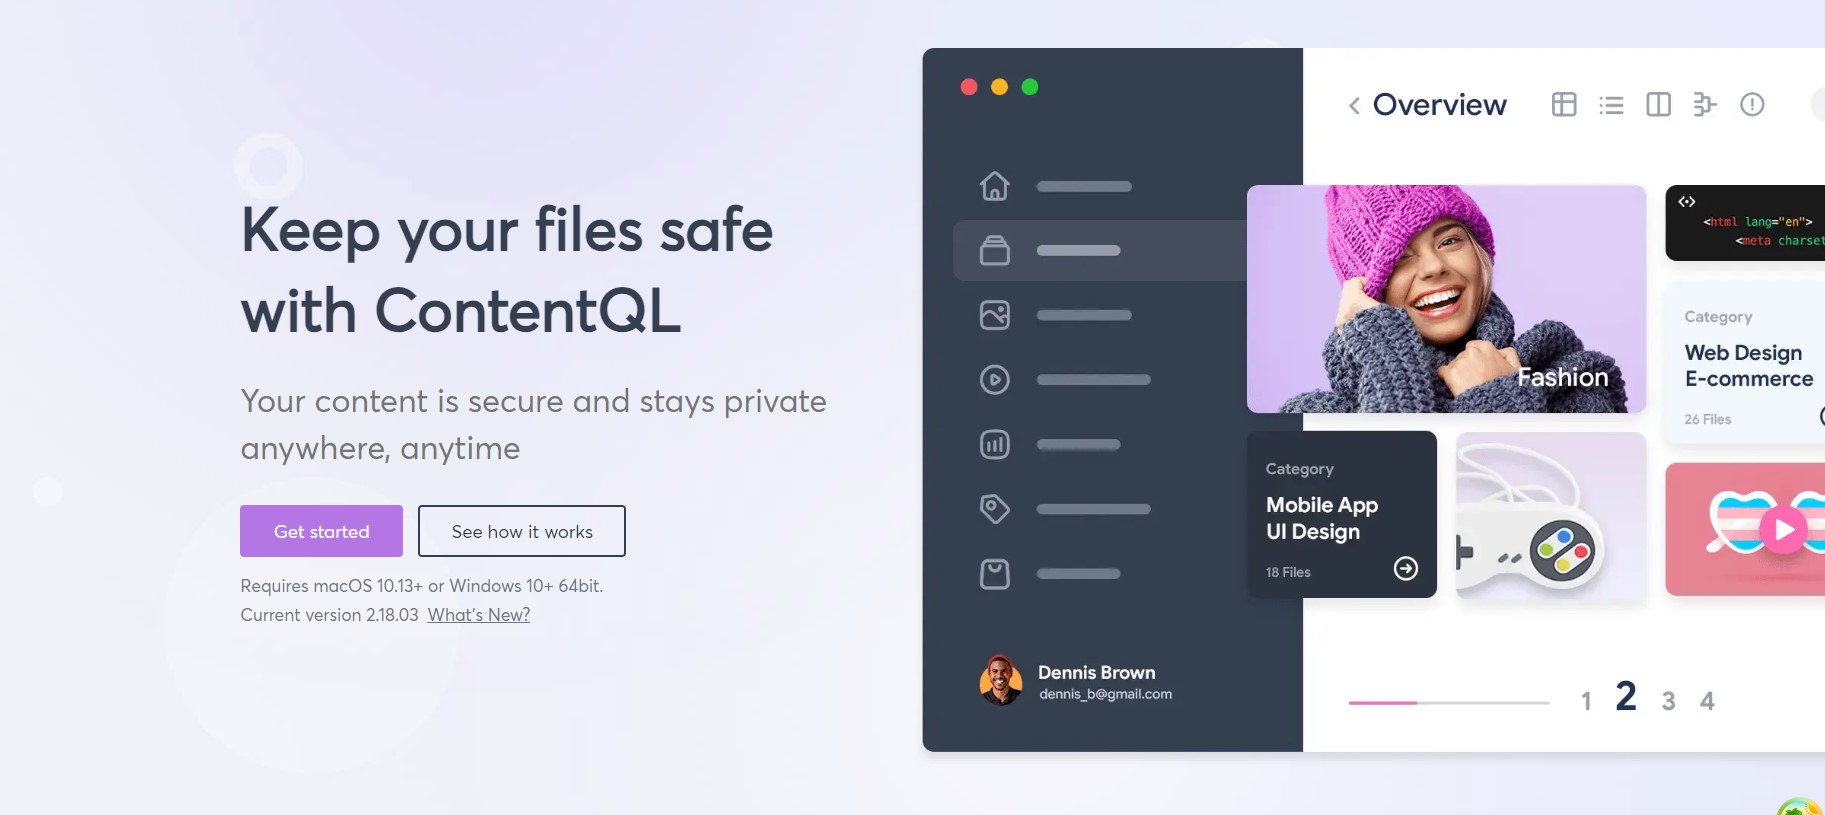 Keep your files safe
with ContentQL
Your content is secure and stays private
anywhere, anytime
Get started
See how it works
Requires macOS 10.13+ or Windows 10+ 64bit.
Current version 2.18.03 What's New?
Overview
Fashion
<html lang="en">
<meta charset
Category
Web Design
E-commerce
26 Files
Category
Mobile App
UI Design
18 Files
Dennis Brown
dennis_b@gmail.com
1 2 3 4